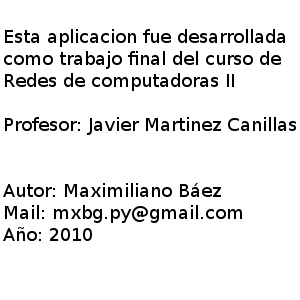 Esta aplicacion fue desarrollada
como trabajo final del curso de
Redes de computadoras II
Profesor: Javier Martinez Canillas
Autor: Maximiliano Báez
Mail: mxbg.py@gmail.com
Año: 2010